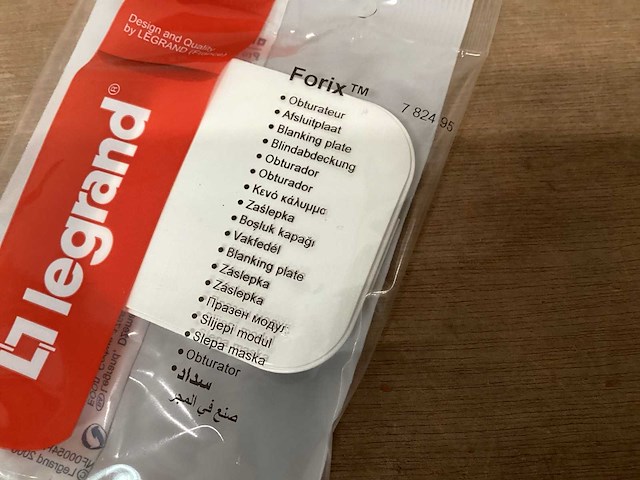 Design and Quality
by LEGRAND (France)
legrand®
Forix™
7 824 95
• Obturateur
• Afsluitplaat
• Blanking plate
• Blindabdeckung
• Obturador
• Obturador
• Κενό κάλυμμα
• Zaślepka
• Boşluk kapağı
• Vakfedél
• Blanking plate
• Záslepka
• Záslepka
• Празен модул
• Slijepi modul
• Slepa maska
• Obturator
• سداد
صنع في المجر
© Legrand